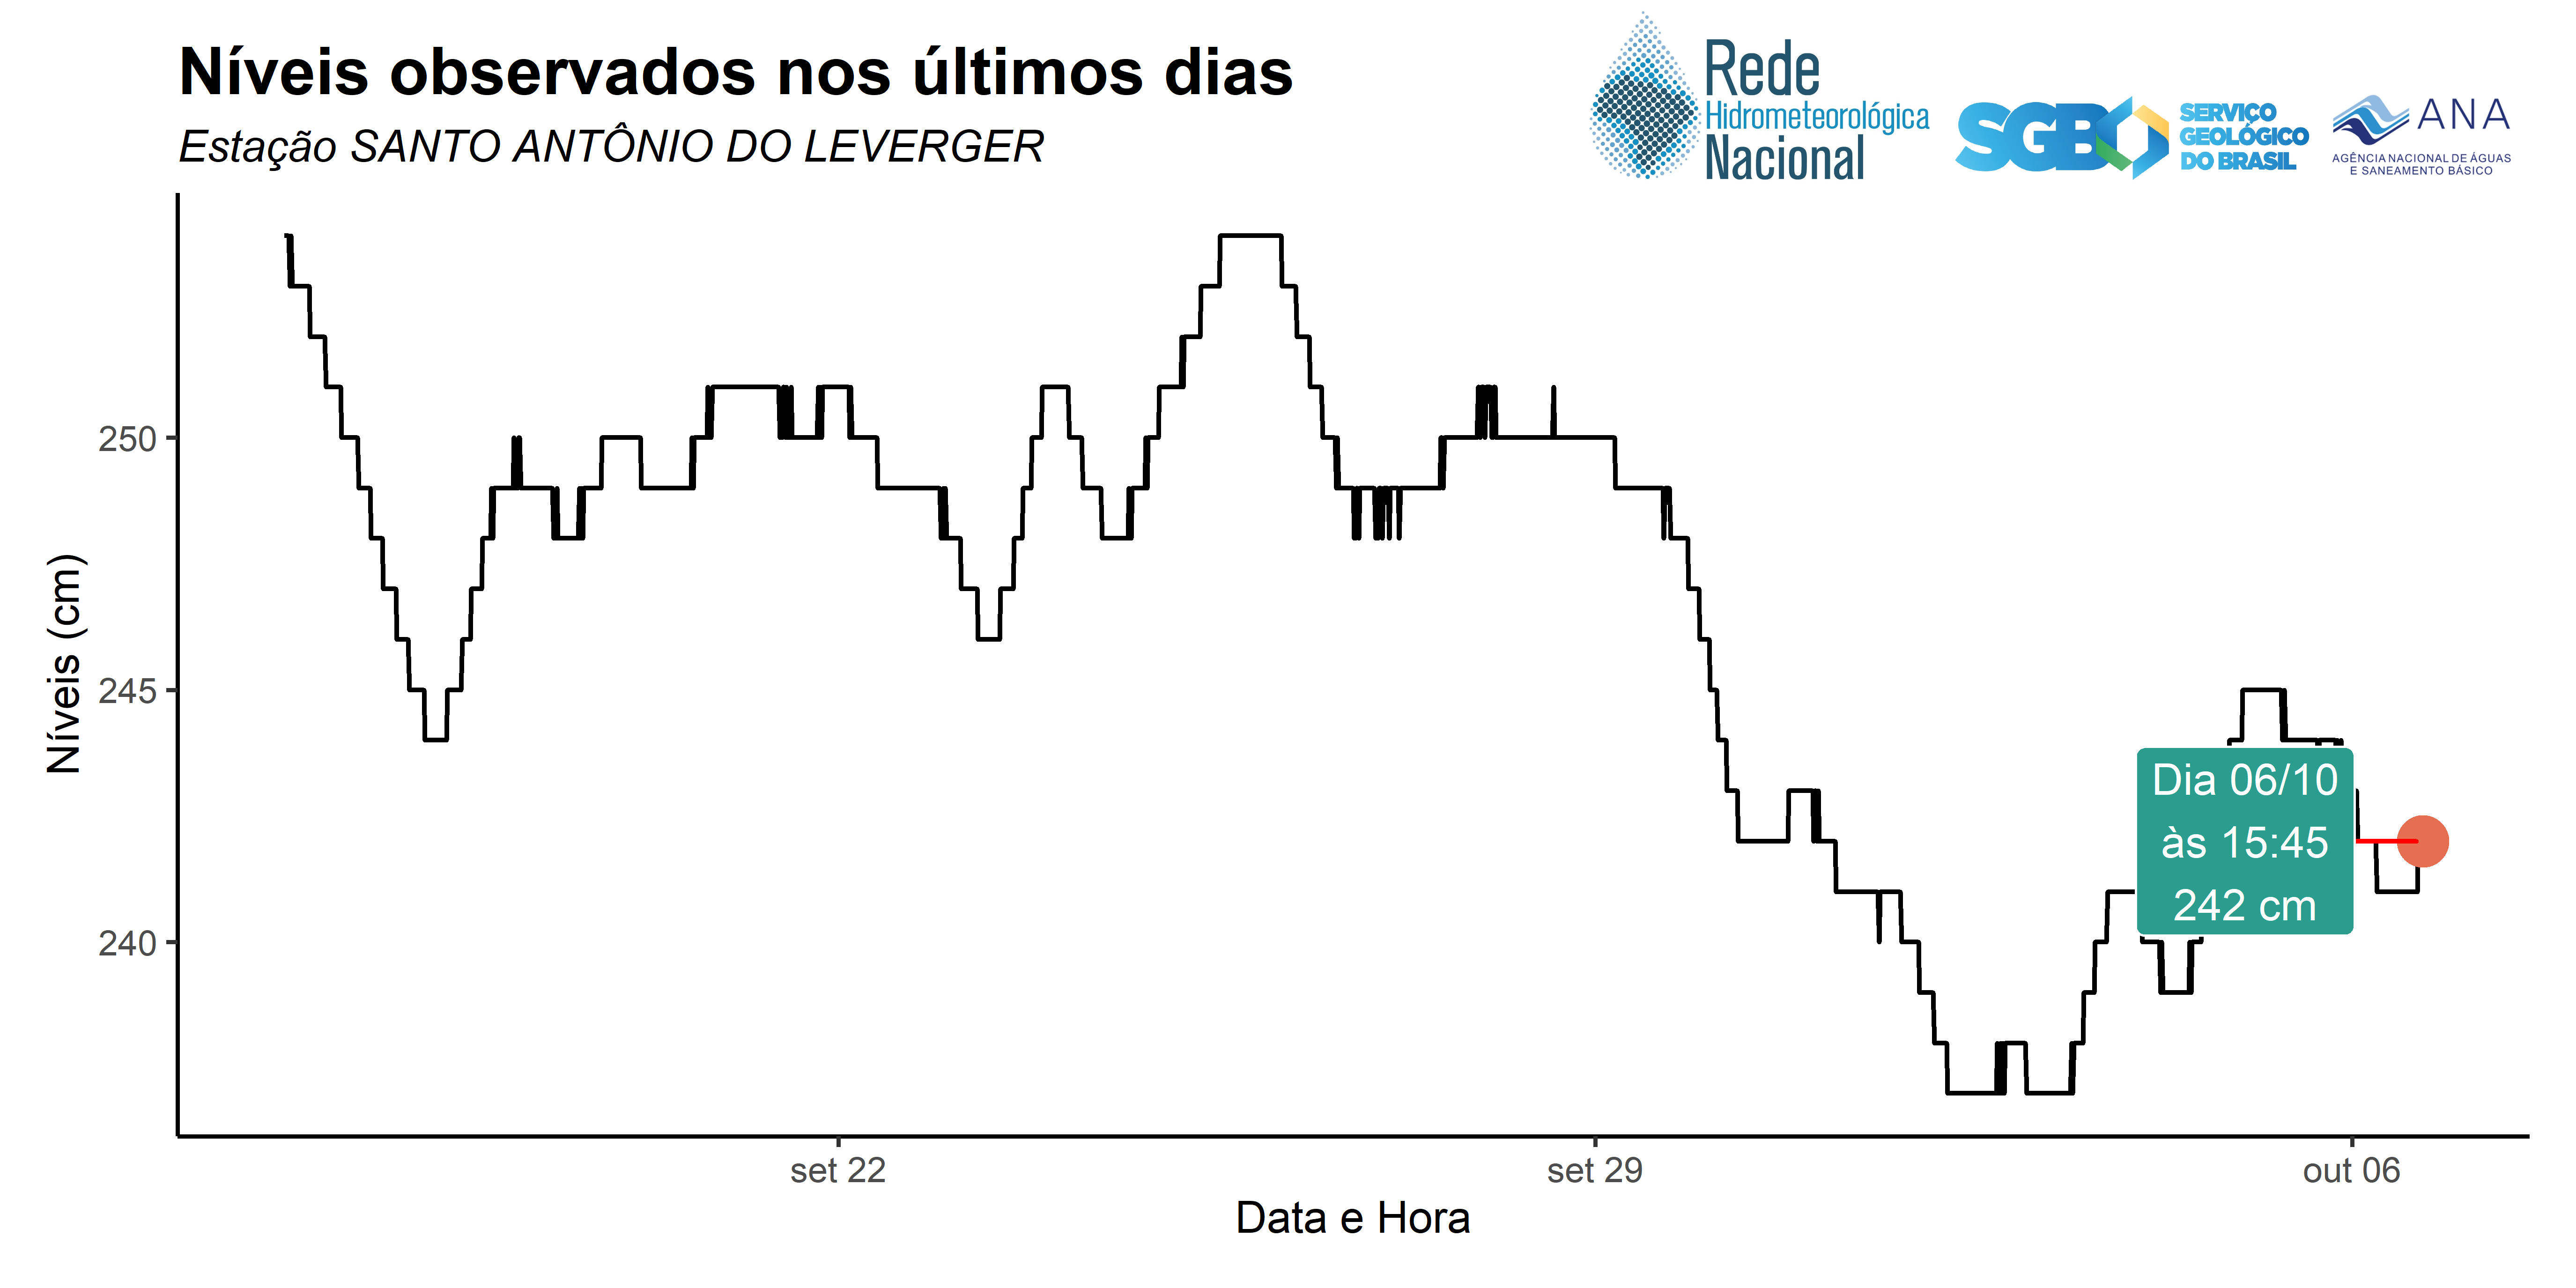 Níveis observados nos últimos dias
Estação SANTO ANTÔNIO DO LEVERGER
Rede
Hidrometeorológica
Nacional
SGB
SERVIÇO
GEOLÓGICO
DO BRASIL
ANA
AGÊNCIA NACIONAL DE ÁGUAS
E SANEAMENTO BÁSICO
Níveis (cm)
250
245
240
Dia 06/10
às 15:45
242 cm
set 22
set 29
out 06
Data e Hora